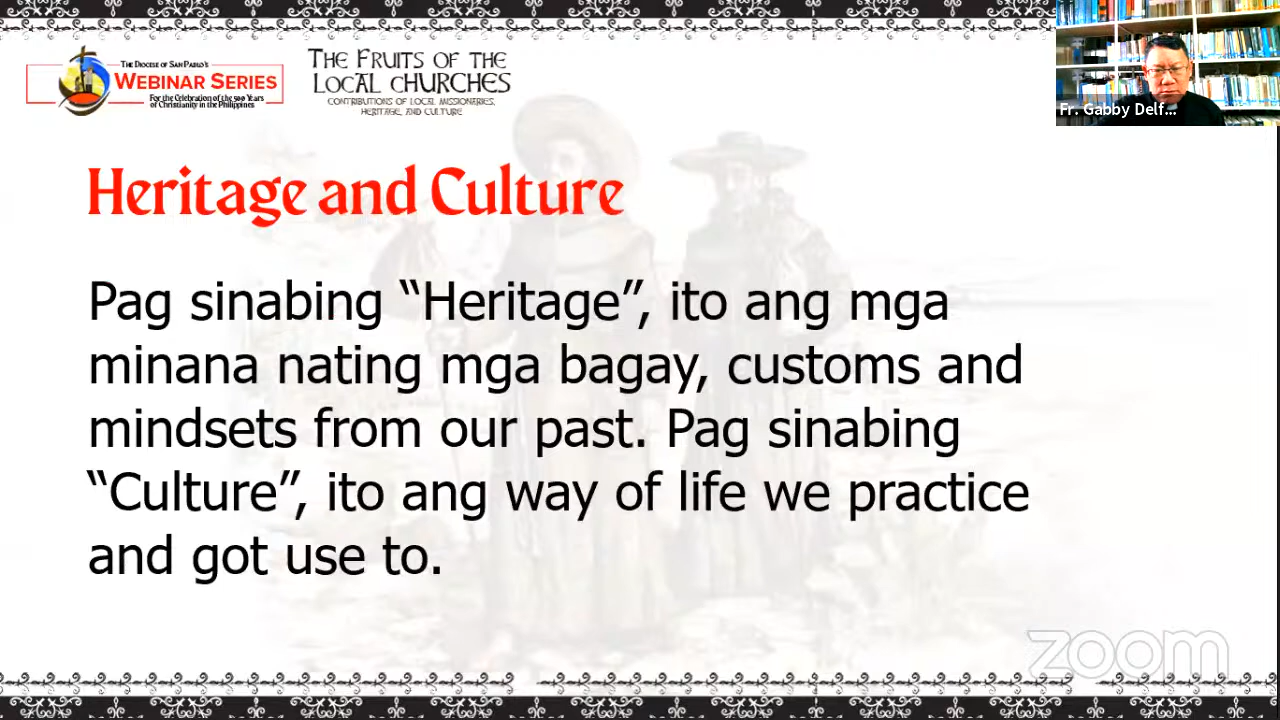 THE DIOCESE OF SAN PABLO'S
WEBINAR SERIES
For the Celebration of the 500 Years
of Christianity in the Philippines
THE FRUITS OF THE
LOCAL CHURCHES
CONTRIBUTIONS OF LOCAL MISSIONARIES,
HERITAGE, AND CULTURE
Fr. Gabby Delf...
Heritage and Culture
Pag sinabing “Heritage”, ito ang mga
minana nating mga bagay, customs and
mindsets from our past. Pag sinabing
“Culture”, ito ang way of life we practice
and got use to.
zoom